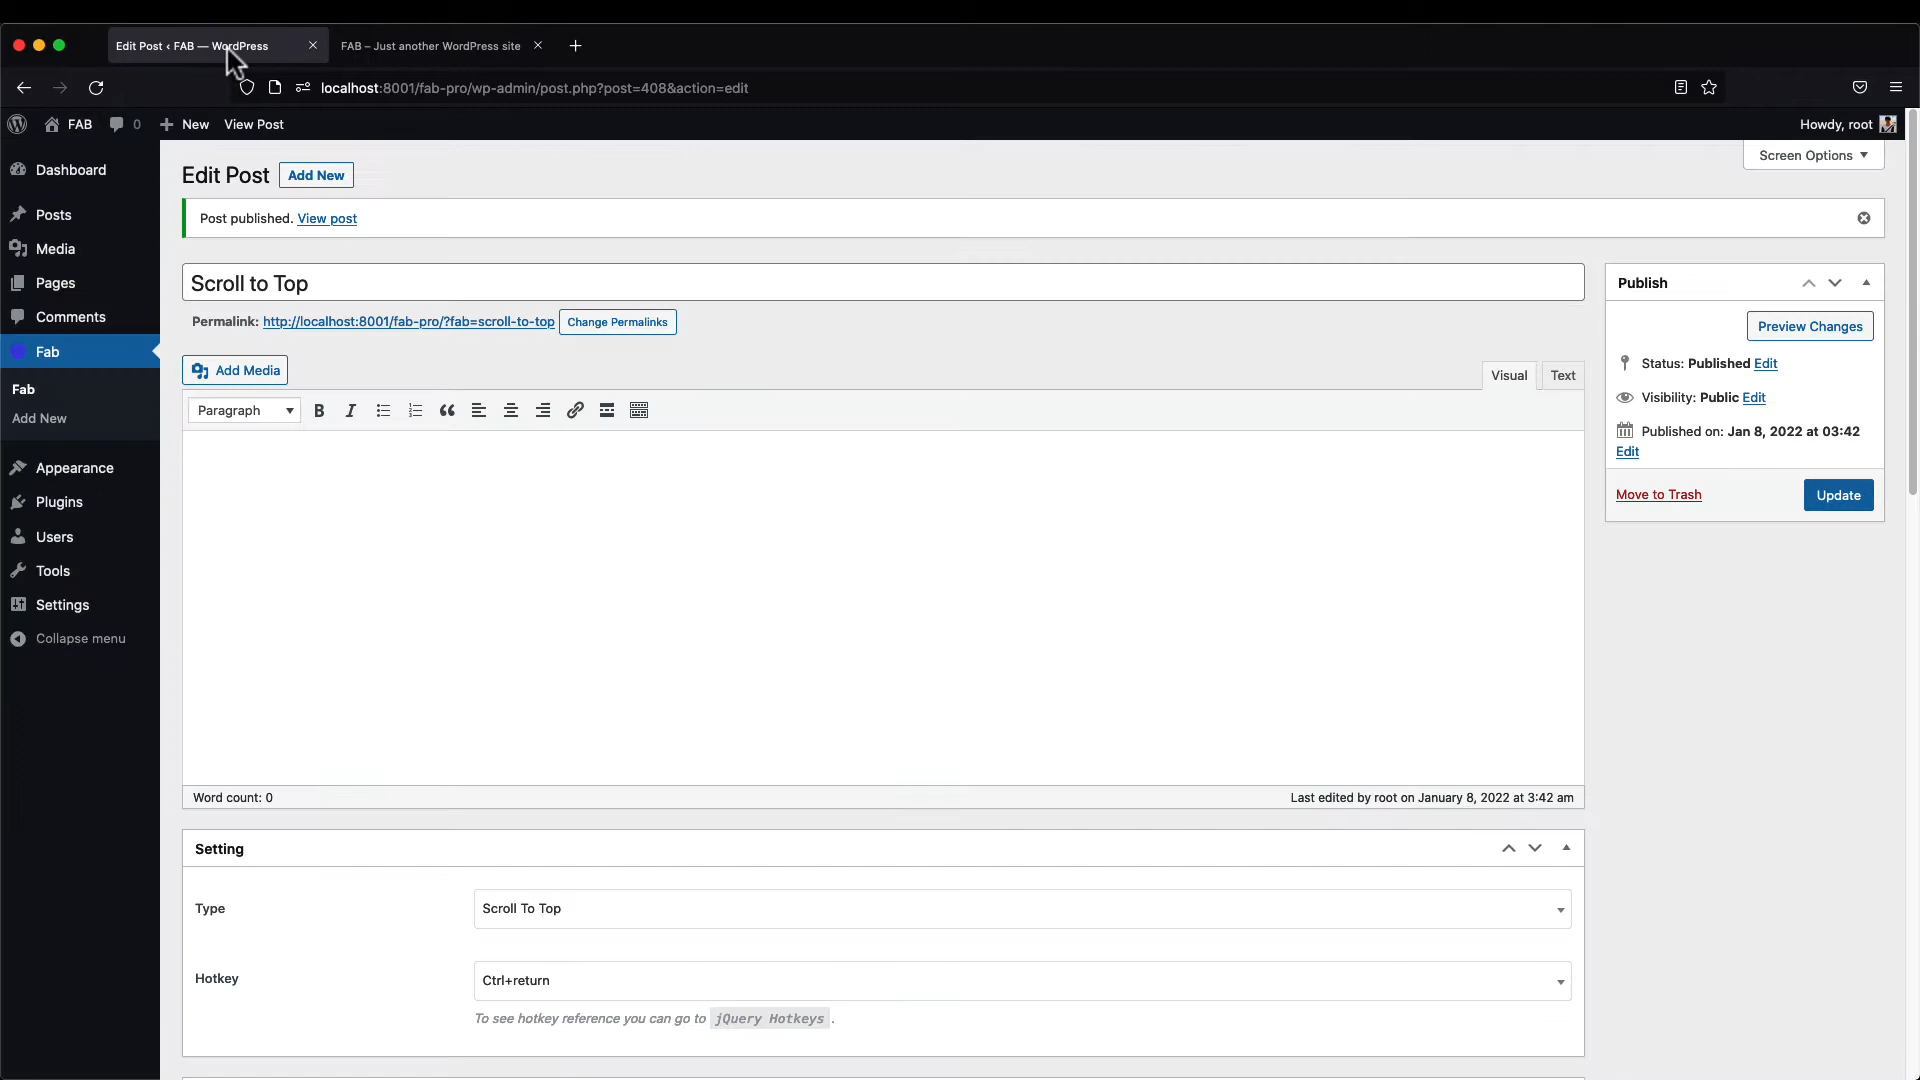 Edit Post ‹ FAB — WordPress
FAB – Just another WordPress site
localhost:8001/fab-pro/wp-admin/post.php?post=408&action=edit
FAB
0
New
View Post
Howdy, root
Screen Options
Dashboard
Posts
Media
Pages
Comments
Fab
Fab
Add New
Appearance
Plugins
Users
Tools
Settings
Collapse menu
Edit Post
Add New
Post published. View post
Scroll to Top
Permalink: http://localhost:8001/fab-pro/?fab=scroll-to-top
Change Permalinks
Add Media
Visual
Text
Paragraph
Word count: 0
Last edited by root on January 8, 2022 at 3:42 am
Publish
Preview Changes
Status: Published Edit
Visibility: Public Edit
Published on: Jan 8, 2022 at 03:42
Edit
Move to Trash
Update
Setting
Type
Scroll To Top
Hotkey
Ctrl+return
To see hotkey reference you can go to jQuery Hotkeys .